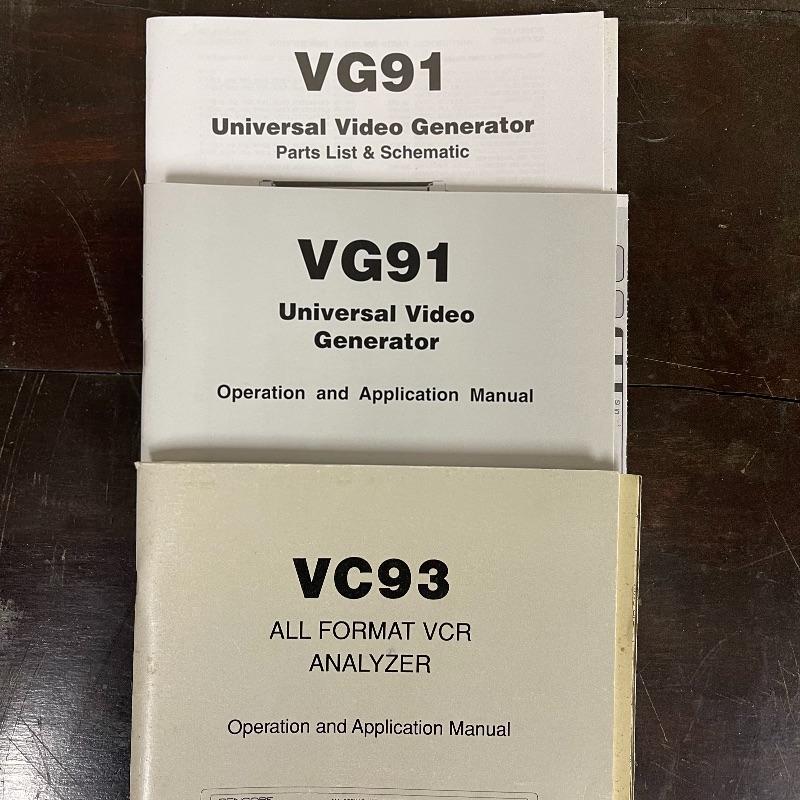 VG91
Universal Video Generator
Parts List & Schematic
VG91
Universal Video
Generator
Operation and Application Manual
VC93
ALL FORMAT VCR
ANALYZER
Operation and Application Manual